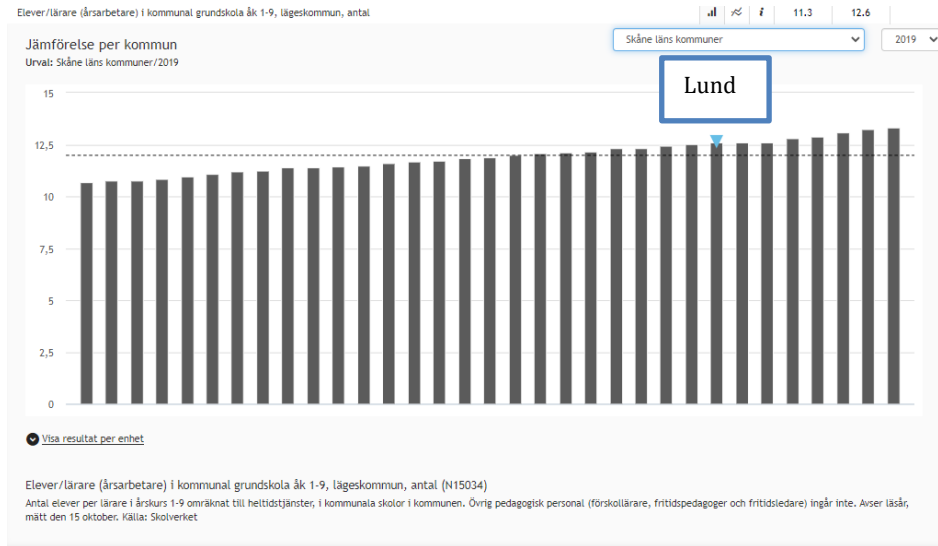 Elever/lärare (årsarbetare) i kommunal grundskola åk 1-9, lägeskommun, antal
i 11.3 12.6
Jämförelse per kommun
Skåne läns kommuner 2019
Urval: Skåne läns kommuner/2019
Lund
15
12,5
10
7,5
5
2,5
0
Visa resultat per enhet
Elever/lärare (årsarbetare) i kommunal grundskola åk 1-9, lägeskommun, antal (N15034)
Antal elever per lärare i årskurs 1-9 omräknat till heltidstjänster, i kommunala skolor i kommunen. Övrig pedagogisk personal (förskollärare, fritidspedagoger och fritidsledare) ingår inte. Avser läsår,
mätt den 15 oktober. Källa: Skolverket